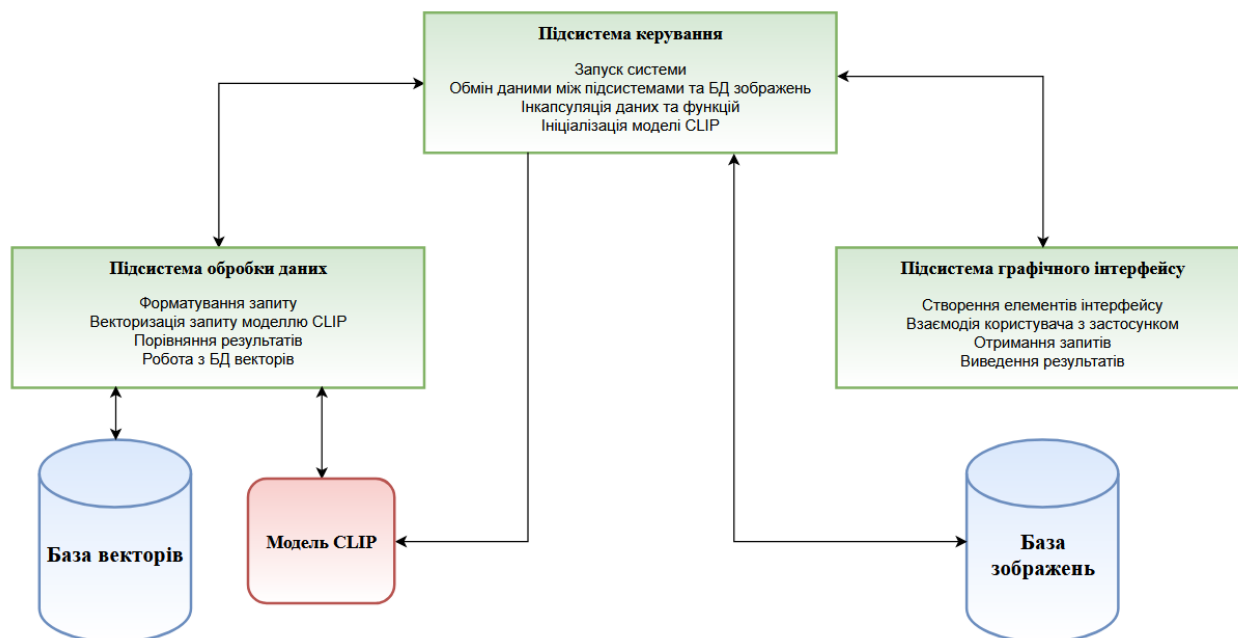 Підсистема керування
Запуск системи
Обмін даними між підсистемами та БД зображень
Інкапсуляція даних та функцій
Ініціалізація моделі CLIP
Підсистема обробки даних
Форматування запиту
Векторизація запиту моделлю CLIP
Порівняння результатів
Робота з БД векторів
Підсистема графічного інтерфейсу
Створення елементів інтерфейсу
Взаємодія користувача з застосунком
Отримання запитів
Виведення результатів
База векторів
Модель CLIP
База
зображень